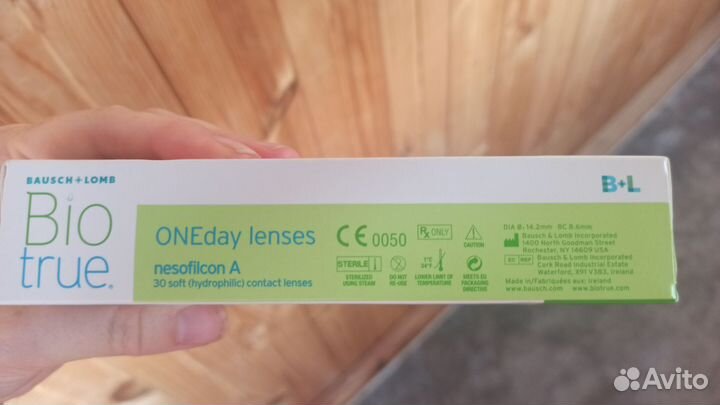 BAUSCH+LOMB
Bio
true®
ONEday lenses
nesofilcon A
30 soft (hydrophilic) contact lenses
CE 0050
Rx ONLY
CAUTION
STERILE
STERILIZED
USING STEAM
DO NOT
RE-USE
1°C
34°F
LOWER LIMIT OF
TEMPERATURE
MEETS EU
PACKAGING
DIRECTIVE
B+L
DIA Ø: 14.2mm BC 8.6mm
Bausch & Lomb Incorporated
1400 North Goodman Street
Rochester, NY 14609 USA
EC REP
Bausch & Lomb Incorporated
Cork Road Industrial Estate
Waterford, X91 V383, Ireland
Made in/Fabriquées aux: Ireland
www.bausch.com www.biotrue.com
Avito